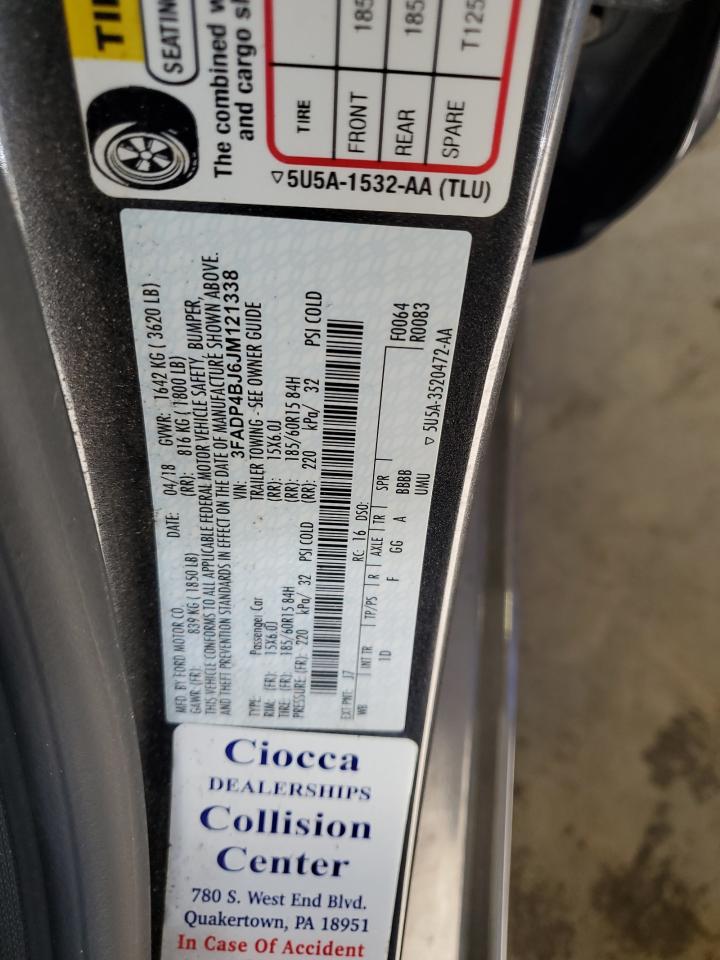 TIR
SEATING
The combined w
and cargo s
TIRE
FRONT 185
REAR 185
SPARE T125
5U5A-1532-AA (TLU)
MFD. BY FORD MOTOR CO.
DATE: 04/18 GVWR: 1642 KG ( 3620 LB)
GAWR: (FR): 839 KG ( 1850 LB) (RR): 816 KG ( 1800 LB)
THIS VEHICLE CONFORMS TO ALL APPLICABLE FEDERAL MOTOR VEHICLE SAFETY, BUMPER,
AND THEFT PREVENTION STANDARDS IN EFFECT ON THE DATE OF MANUFACTURE SHOWN ABOVE.
VIN: 3FADP4BJ6JM121338
TYPE: Passenger Car TRAILER TOWING - SEE OWNER GUIDE
RIM: (FR): 15X6.0J (RR): 15X6.0J
TIRE: (FR): 185/60R15 84H (RR): 185/60R15 84H
PRESSURE (FR): 220 kPa/ 32 PSI COLD (RR): 220 kPa/ 32 PSI COLD
EXT PNT: J7 RC: 16 DSO: F0064
WB INT TR TP/PS R AXLE TR SPR R0083
1D F GG A BBBB
UMU
5U5A-3520472-AA
Ciocca
DEALERSHIPS
Collision
Center
780 S. West End Blvd.
Quakertown, PA 18951
In Case Of Accident